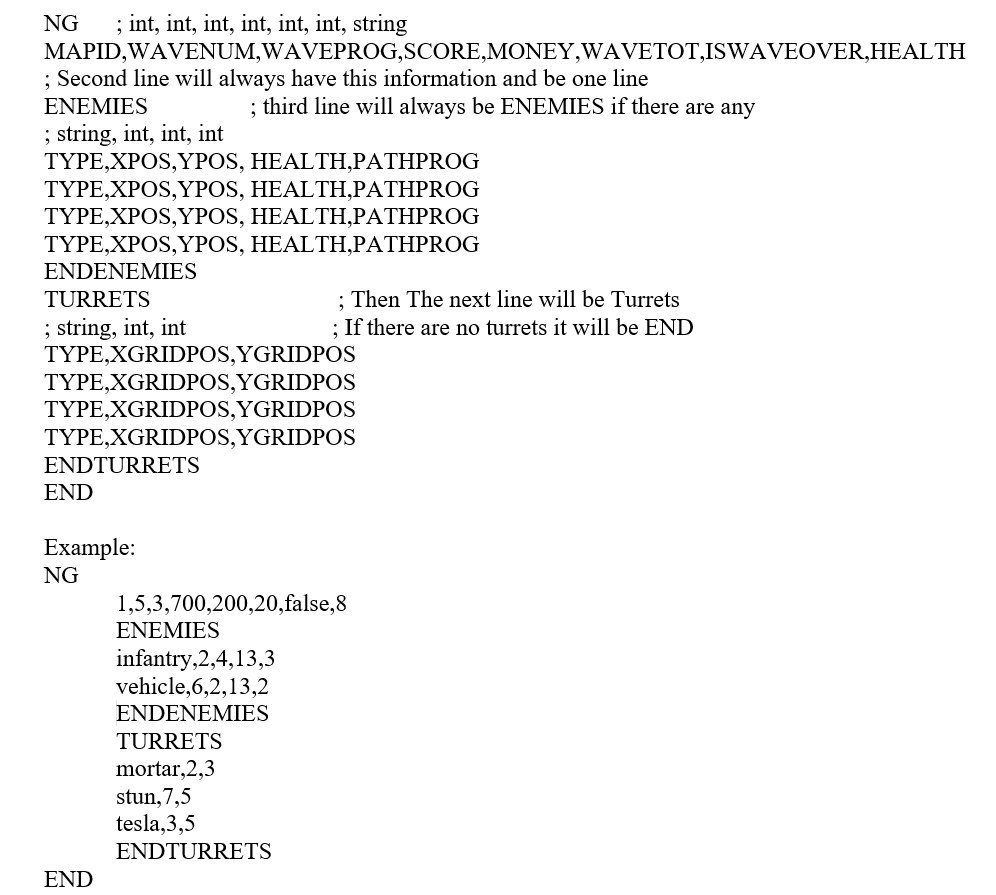 NG ; int, int, int, int, int, int, string
MAPID,WAVENUM,WAVEPROG,SCORE,MONEY,WAVETOT,ISWAVEOVER,HEALTH
; Second line will always have this information and be one line
ENEMIES ; third line will always be ENEMIES if there are any
; string, int, int, int
TYPE,XPOS,YPOS, HEALTH,PATHPROG
TYPE,XPOS,YPOS, HEALTH,PATHPROG
TYPE,XPOS,YPOS, HEALTH,PATHPROG
TYPE,XPOS,YPOS, HEALTH,PATHPROG
ENDENEMIES
TURRETS ; Then The next line will be Turrets
; string, int, int ; If there are no turrets it will be END
TYPE,XGRIDPOS,YGRIDPOS
TYPE,XGRIDPOS,YGRIDPOS
TYPE,XGRIDPOS,YGRIDPOS
TYPE,XGRIDPOS,YGRIDPOS
ENDTURRETS
END
Example:
NG
1,5,3,700,200,20,false,8
ENEMIES
infantry,2,4,13,3
vehicle,6,2,13,2
ENDENEMIES
TURRETS
mortar,2,3
stun,7,5
tesla,3,5
ENDTURRETS
END